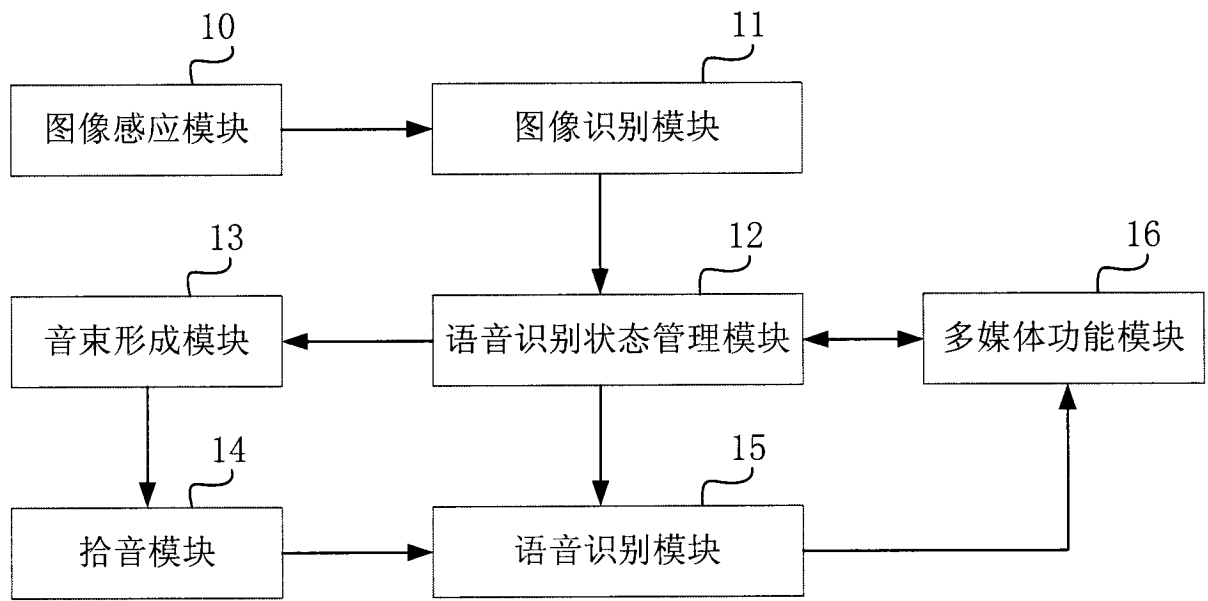 10
11
图像感应模块
图像识别模块
13
12
16
音束形成模块
语音识别状态管理模块
多媒体功能模块
14
15
拾音模块
语音识别模块